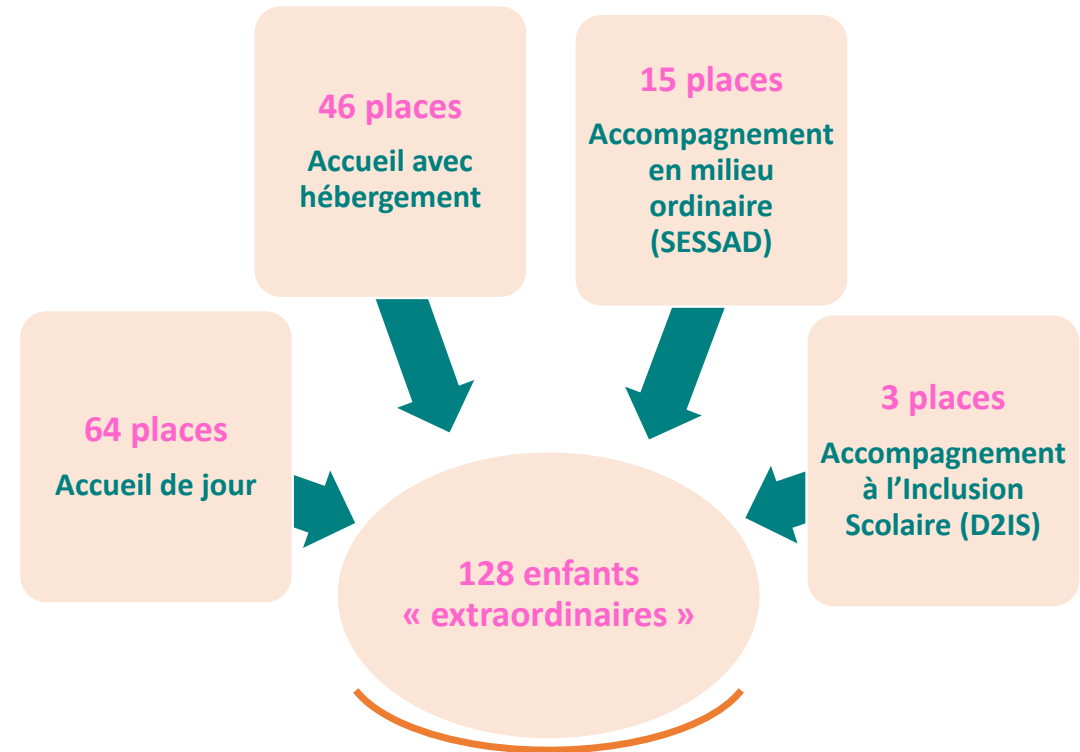 46 places
Accueil avec
hébergement
15 places
Accompagnement
en milieu
ordinaire
(SESSAD)
64 places
Accueil de jour
3 places
Accompagnement
à l’Inclusion
Scolaire (D2IS)
128 enfants
« extraordinaires »